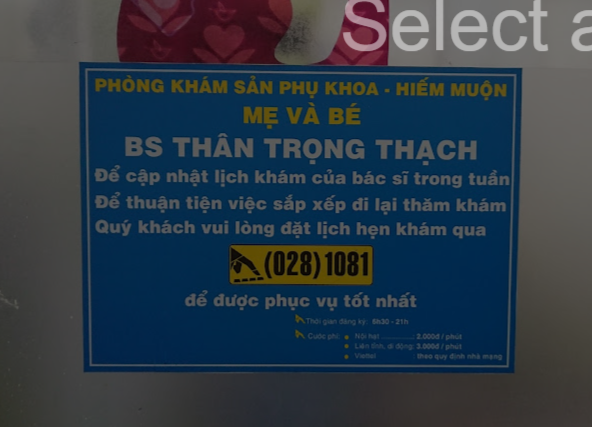 Select a
PHÒNG KHÁM SẢN PHỤ KHOA - HIẾM MUỘN
MẸ VÀ BÉ
BS THÂN TRỌNG THẠCH
Để cập nhật lịch khám của bác sĩ trong tuần
Để thuận tiện việc sắp xếp đi lại thăm khám
Quý khách vui lòng đặt lịch hẹn khám qua
(028) 1081
để được phục vụ tốt nhất
Thời gian đăng ký: 6h30 - 21h
Cước phí: Nội hạt ............: 2.000đ / phút
Liên tỉnh, di động: 3.000đ / phút
Viettel : theo quy định nhà mạng